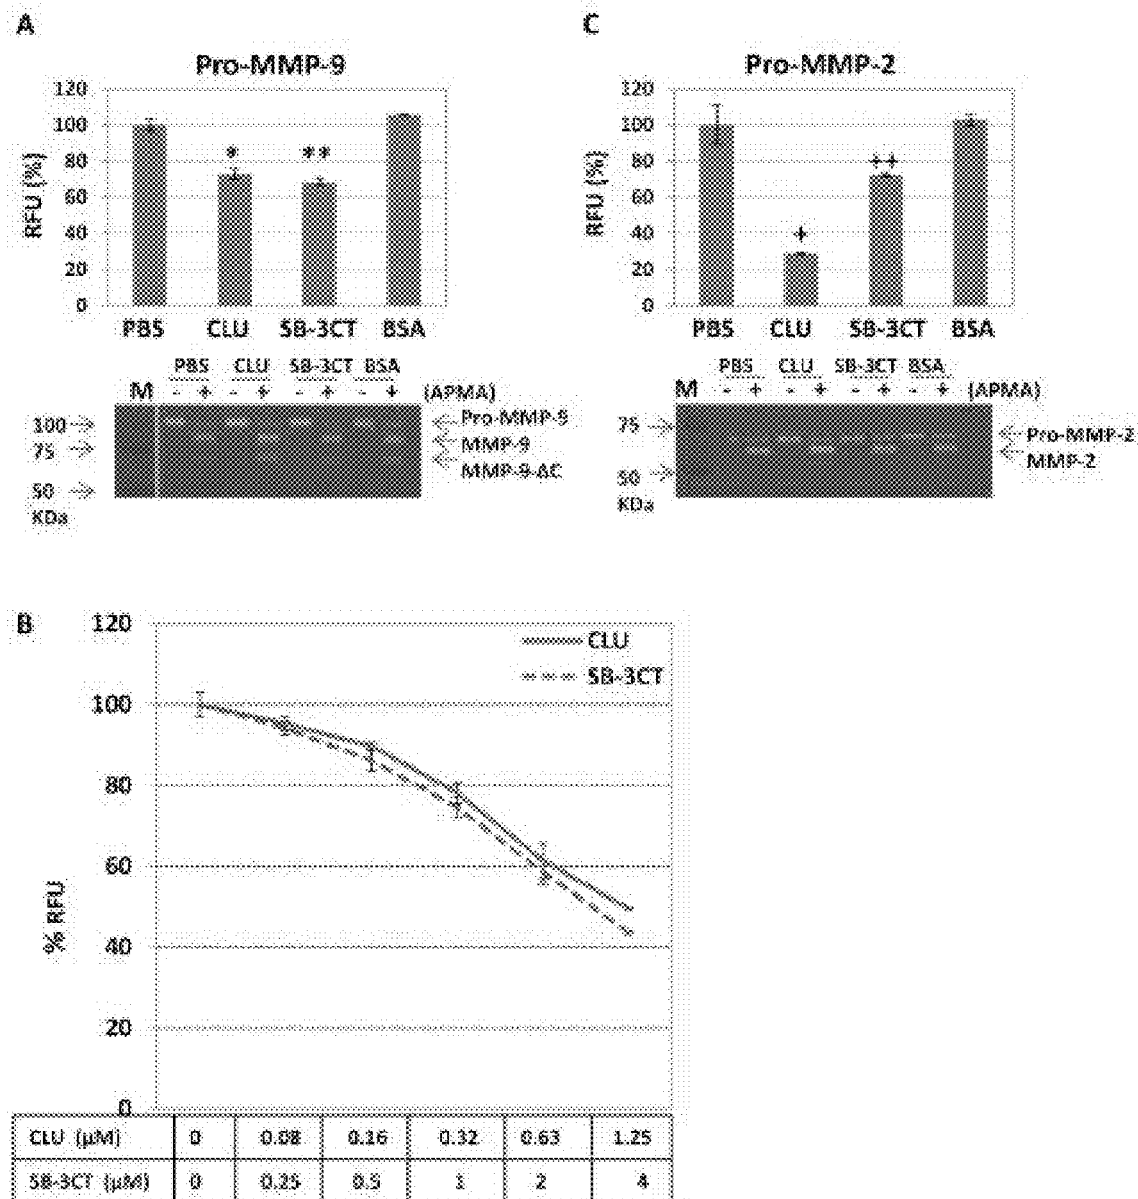 A
Pro-MMP-9
120
100
80
60
40
20
0
RFU (%)
* **
PBS CLU SB-3CT BSA
PBS CLU SB-3CT BSA
M - + - + - + - + (APMA)
100
75
50
KDa
Pro-MMP-9
MMP-9
MMP-9-ΔC
C
Pro-MMP-2
120
100
80
60
40
20
0
RFU (%)
+ ++
PBS CLU SB-3CT BSA
PBS CLU SB-3CT BSA
M - + - + - + - + (APMA)
75
50
KDa
Pro-MMP-2
MMP-2
B
120
100
80
60
40
20
0
% RFU
CLU
SB-3CT
CLU (μM) 0 0.08 0.16 0.32 0.63 1.25
SB-3CT (μM) 0 0.25 0.5 1 2 4